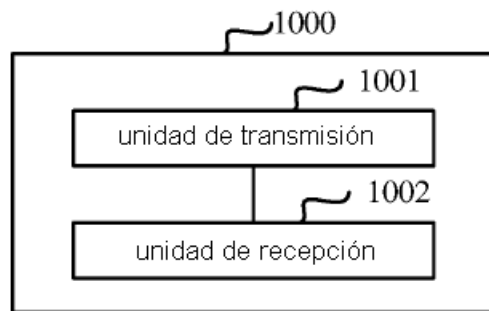 1000
1001
unidad de transmisión
1002
unidad de recepción